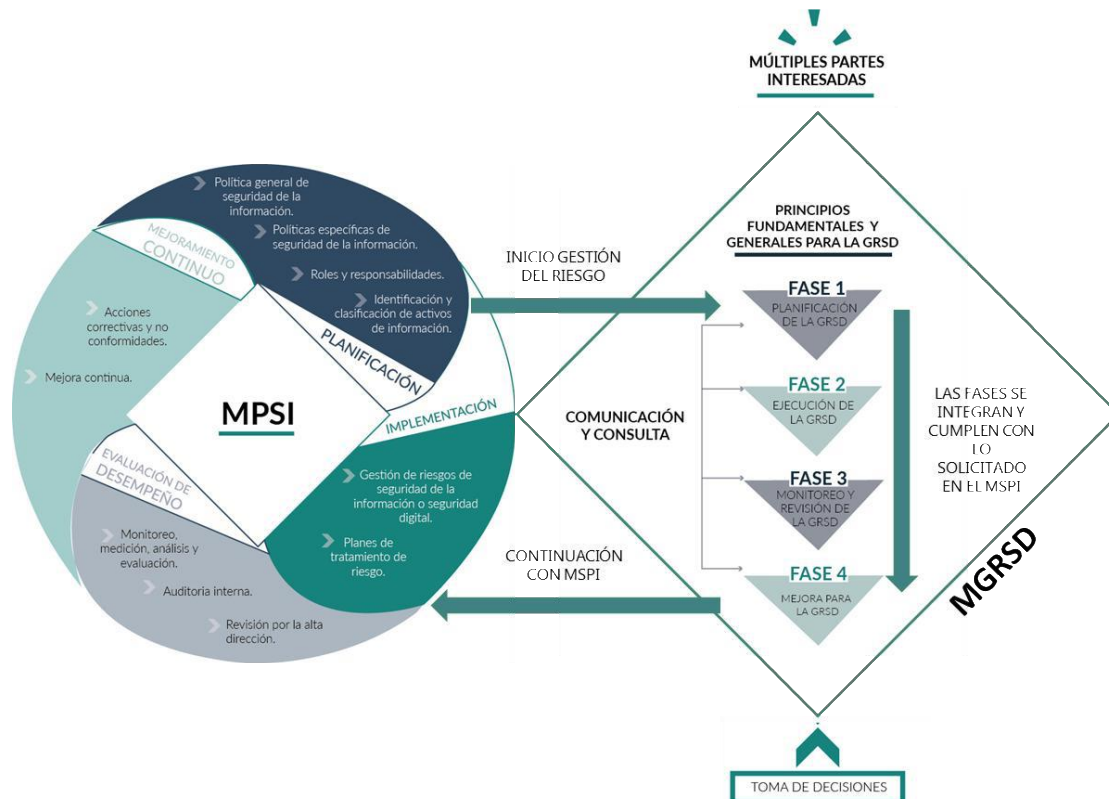 MÚLTIPLES PARTES
INTERESADAS
Política general de
seguridad de la
información.
Políticas específicas de
seguridad de la información.
Roles y responsabilidades.
Identificación y
clasificación de activos
de información.
PLANIFICACIÓN
MEJORAMIENTO
CONTINUO
Acciones
correctivas y no
conformidades.
Mejora continua.
MPSI
IMPLEMENTACIÓN
Gestión de riesgos de
seguridad de la
información o seguridad
digital.
Planes de
tratamiento de
riesgo.
EVALUACIÓN DE
DESEMPEÑO
Monitoreo,
medición, análisis y
evaluación.
Auditoría interna.
Revisión por la alta
dirección.
INICIO GESTIÓN
DEL RIESGO
CONTINUACIÓN
CON MSPI
PRINCIPIOS
FUNDAMENTALES Y
GENERALES PARA LA GRSD
COMUNICACIÓN
Y CONSULTA
FASE 1
PLANIFICACIÓN
DE LA GRSD
FASE 2
EJECUCIÓN DE
LA GRSD
FASE 3
MONITOREO Y
REVISIÓN DE
LA GRSD
FASE 4
MEJORA PARA
LA GRSD
LAS FASES SE
INTEGRAN Y
CUMPLEN CON
LO
SOLICITADO
EN EL MSPI
MGRSD
TOMA DE DECISIONES